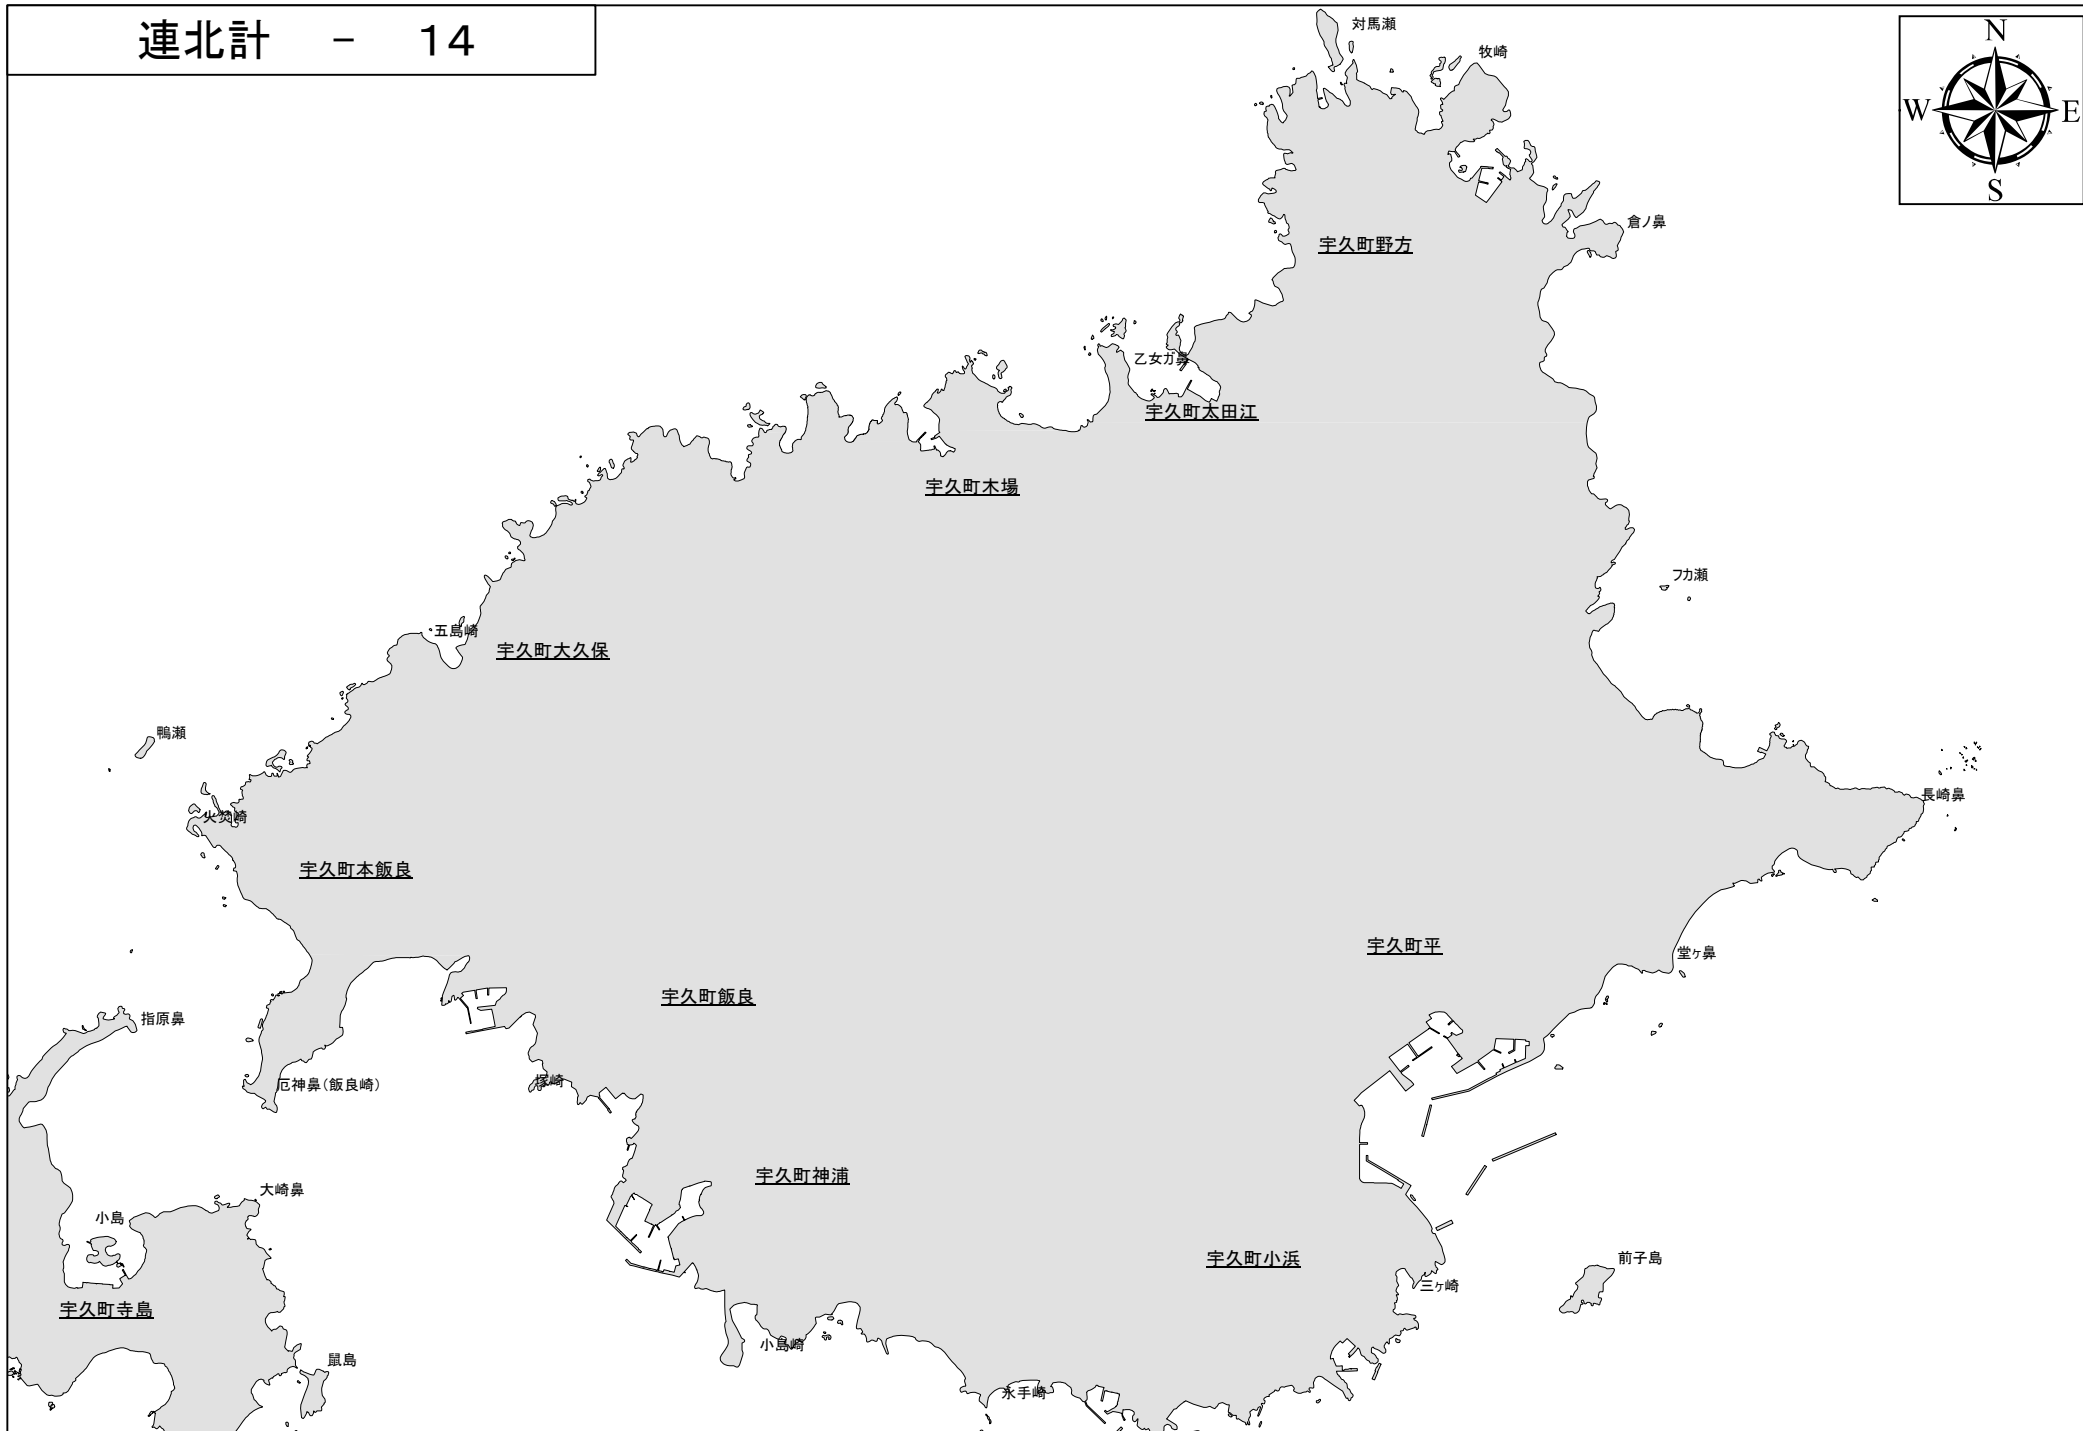 連北計 － 14
対馬瀬
牧崎
N
W
E
S
倉ノ鼻
宇久町野方
乙女ガ鼻
宇久町太田江
宇久町木場
フカ瀬
五島崎
宇久町大久保
鴨瀬
長崎鼻
火焚崎
宇久町本飯良
宇久町平
堂ヶ鼻
宇久町飯良
指原鼻
厄神鼻(飯良崎)
塚崎
宇久町神浦
大崎鼻
小島
宇久町小浜
前子島
三ヶ崎
宇久町寺島
小島崎
鼠島
永手崎